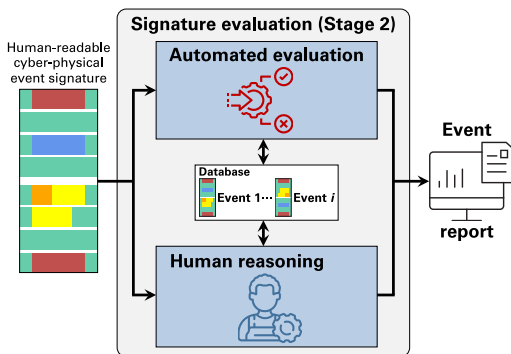 Signature evaluation (Stage 2)
Human-readable
cyber-physical
event signature
Automated evaluation
Database
Event 1··· Event i
Human reasoning
Event
report